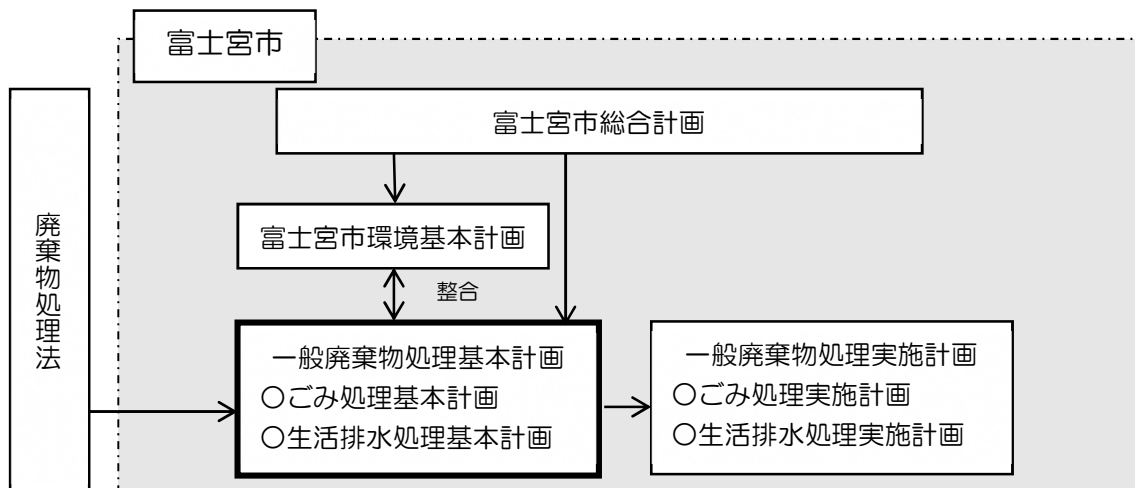 富士宮市
富士宮市総合計画
廃棄物処理法
富士宮市環境基本計画
整合
一般廃棄物処理基本計画
〇ごみ処理基本計画
〇生活排水処理基本計画
一般廃棄物処理実施計画
〇ごみ処理実施計画
〇生活排水処理実施計画